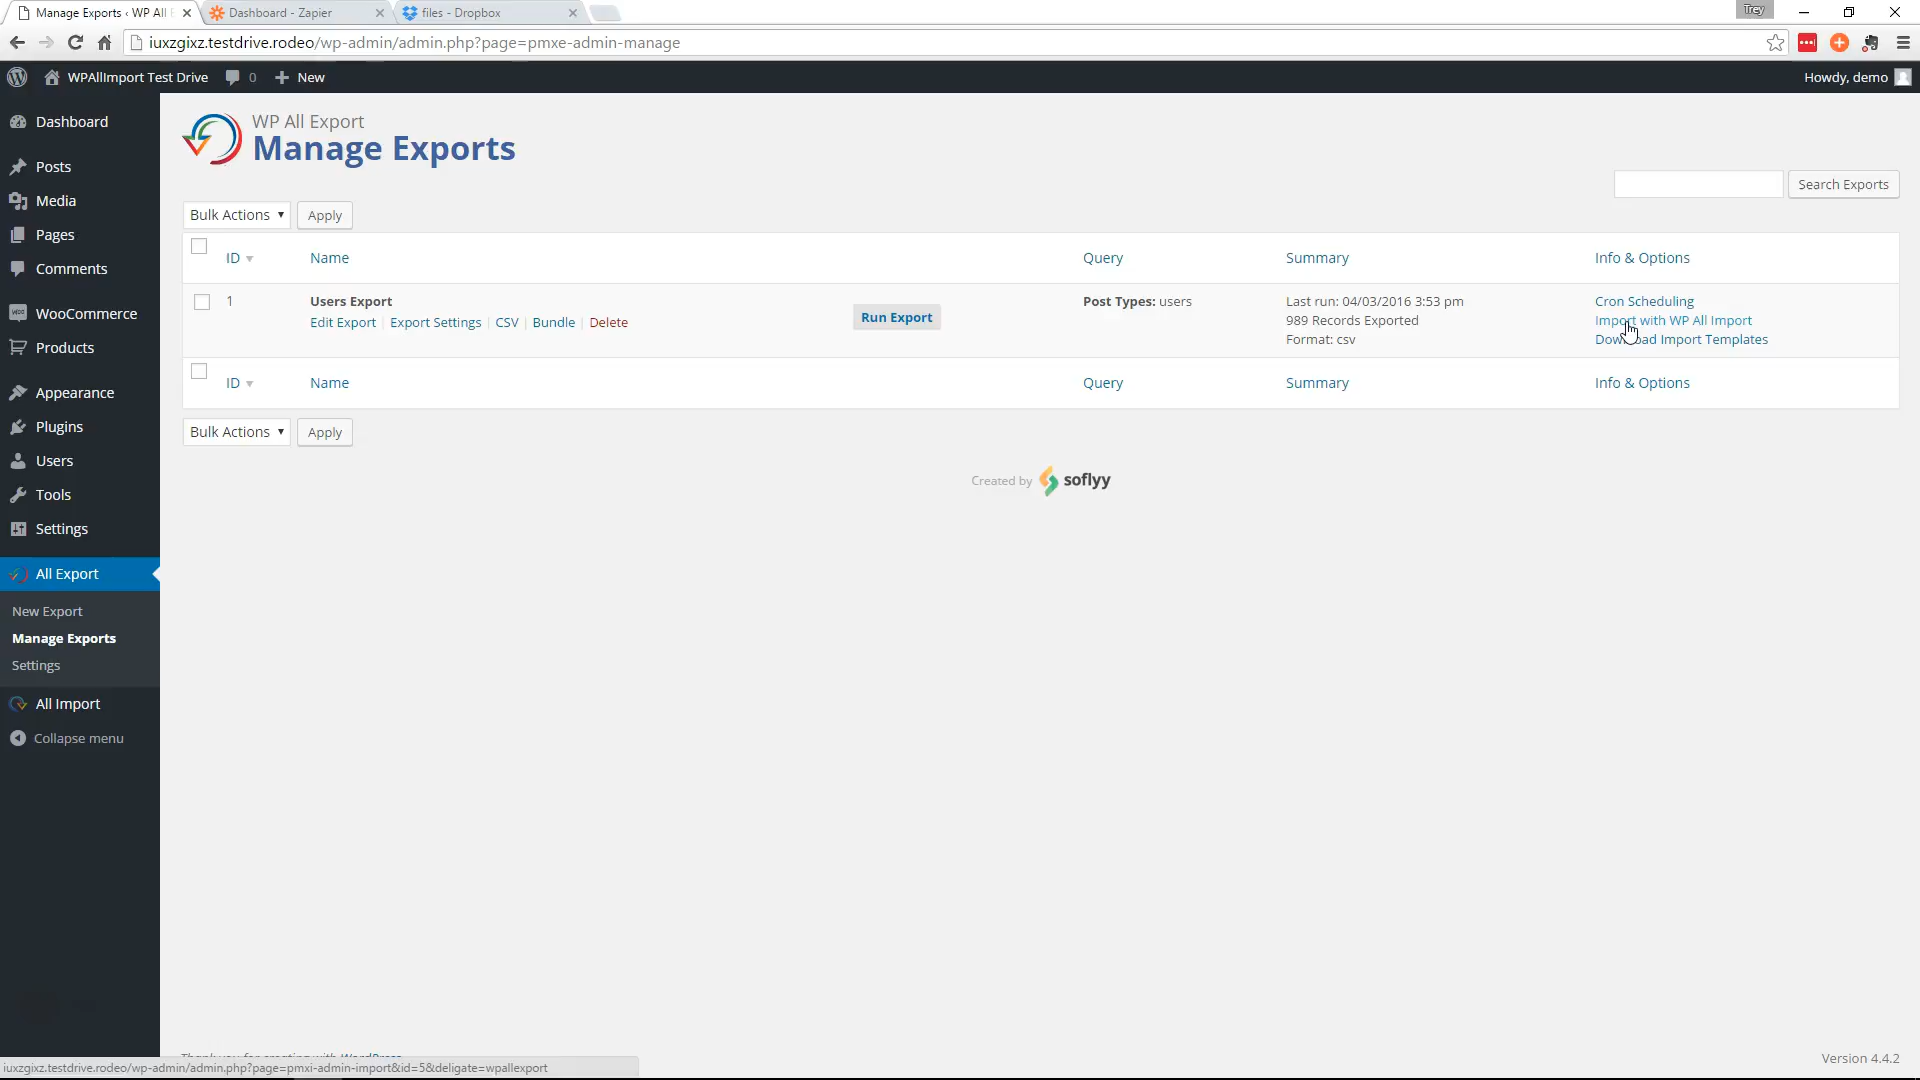 Manage Exports ‹ WP All E
Dashboard - Zapier
files - Dropbox
Trey
iuxzgixz.testdrive.rodeo/wp-admin/admin.php?page=pmxe-admin-manage
WPAllImport Test Drive
0
New
Howdy, demo
Dashboard
Posts
Media
Pages
Comments
WooCommerce
Products
Appearance
Plugins
Users
Tools
Settings
All Export
New Export
Manage Exports
Settings
All Import
Collapse menu
WP All Export
Manage Exports
Search Exports
Bulk Actions
Apply
ID Name Query Summary Info & Options
1 Users Export Post Types: users Last run: 04/03/2016 3:53 pm Cron Scheduling
Edit Export | Export Settings | CSV | Bundle | Delete Run Export 989 Records Exported Import with WP All Import
Format: csv Download Import Templates
ID Name Query Summary Info & Options
Bulk Actions
Apply
Created by soflyy
Thank you for creating with WordPress
Version 4.4.2
iuxzgixz.testdrive.rodeo/wp-admin/admin.php?page=pmxi-admin-import&id=5&deligate=wpallexport